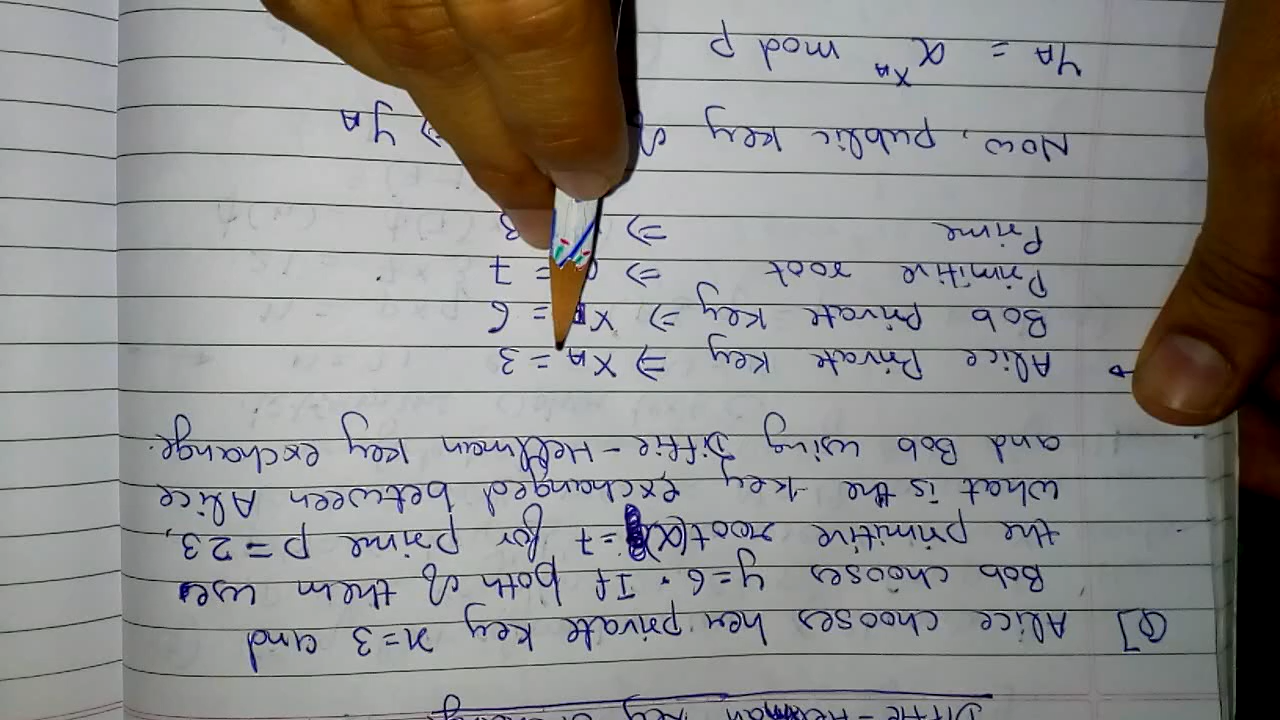 Diffie-Hellman Key
Q] Alice chooses her private key x=3 and
Bob chooses y=6. If both of them use
the primitive root(α)=7 for prime p=23,
what is the key exchanged between Alice
and Bob using Diffie-Hellman key exchange.
→ Alice Private Key ⇒ XA = 3
Bob Private Key ⇒ X = 6
Primitive root ⇒ = 7
Prime ⇒ 3
Now, public key ⇒ YA
YA = α^XA mod p